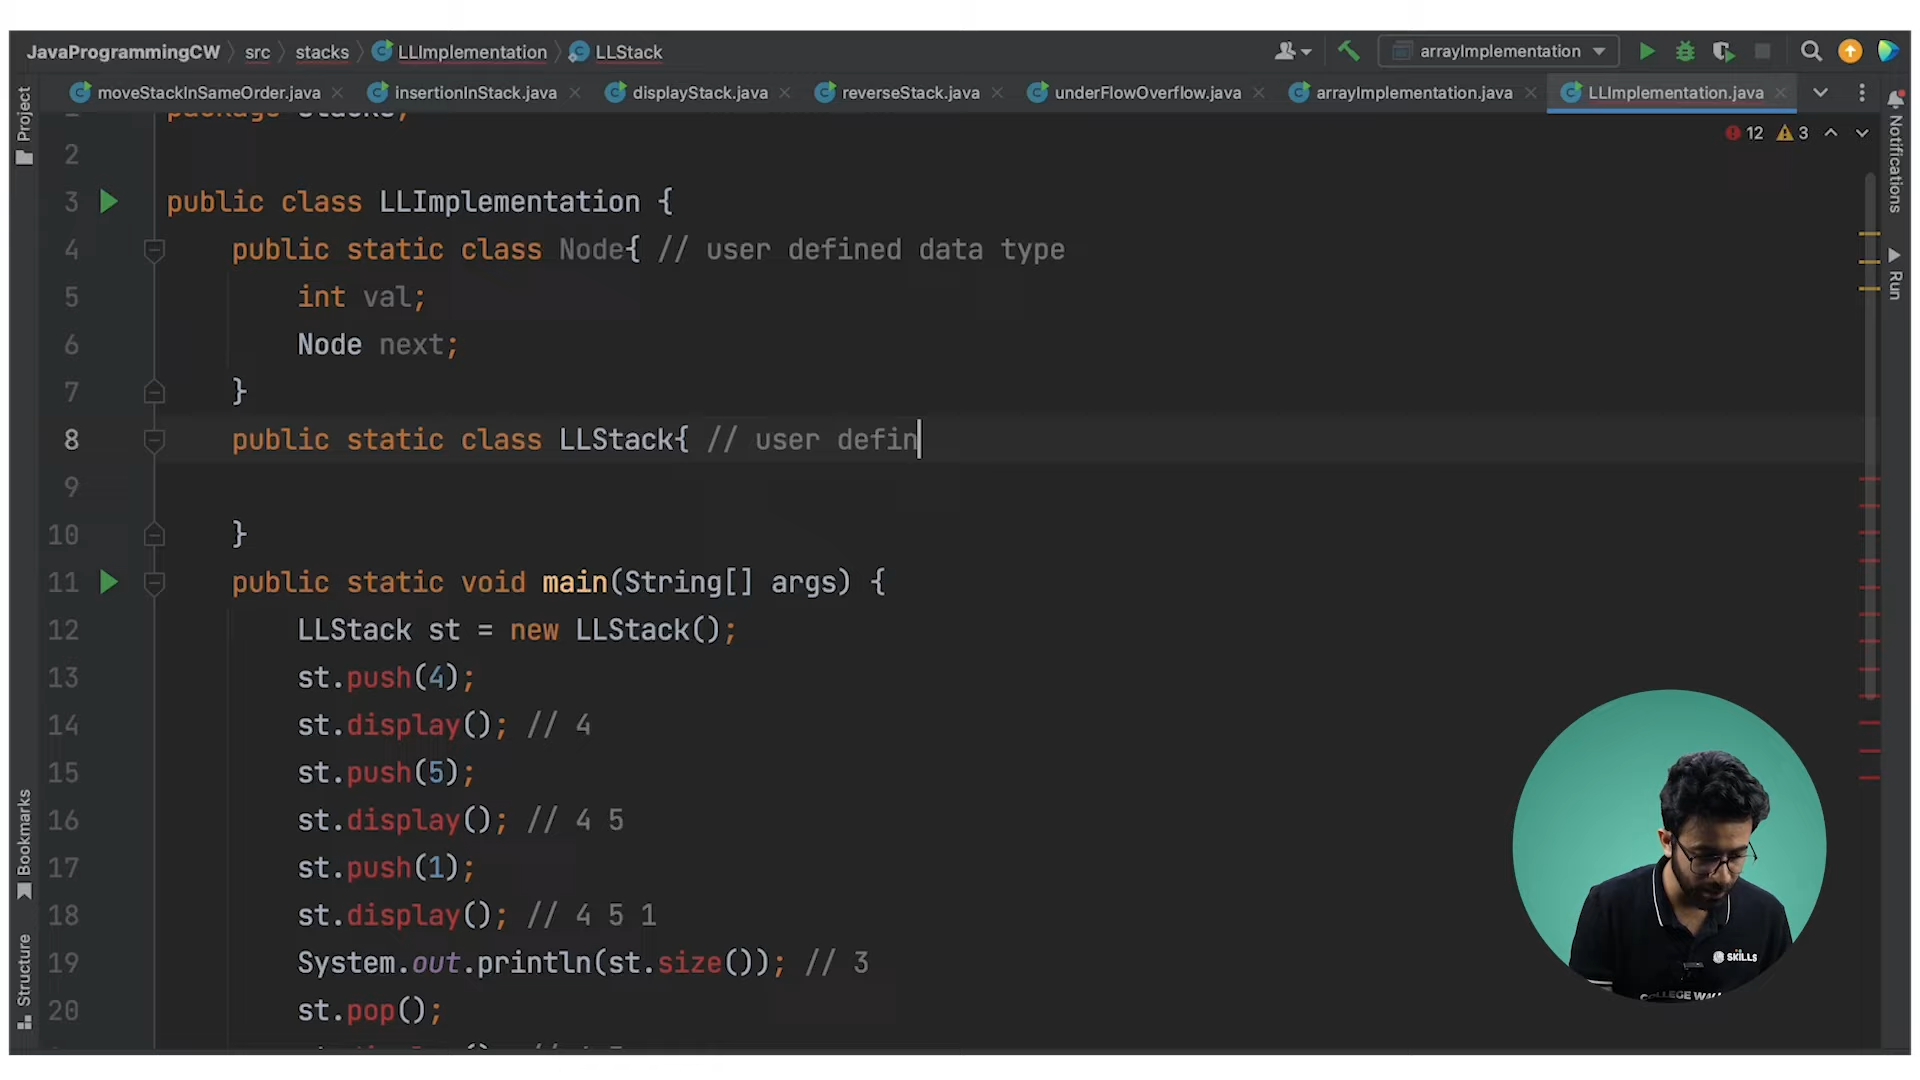 JavaProgrammingCW src stacks LLImplementation LLStack arrayImplementation
moveStackInSameOrder.java insertionInStack.java displayStack.java reverseStack.java underFlowOverflow.java arrayImplementation.java LLImplementation.java
Project
Bookmarks
Structure
Notifications
Run
12 3
package stacks;
2
3 public class LLImplementation {
4 public static class Node{ // user defined data type
5 int val;
6 Node next;
7 }
8 public static class LLStack{ // user defin
9
10 }
11 public static void main(String[] args) {
12 LLStack st = new LLStack();
13 st.push(4);
14 st.display(); // 4
15 st.push(5);
16 st.display(); // 4 5
17 st.push(1);
18 st.display(); // 4 5 1
19 System.out.println(st.size()); // 3
20 st.pop();
SKILLS
COLLEGE